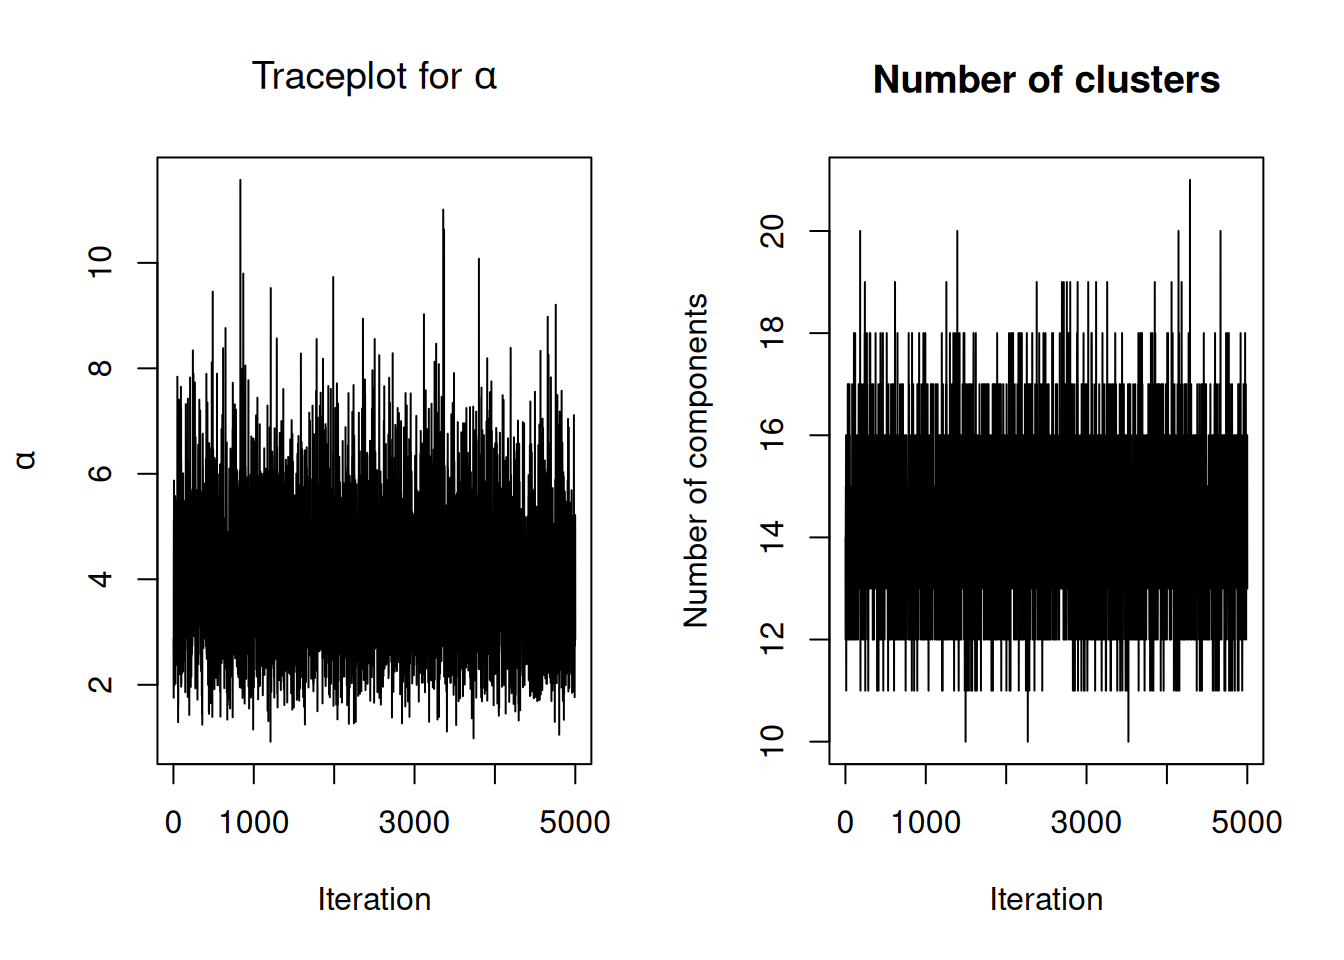 Traceplot for α
α
2
4
6
8
10
0 1000 3000 5000
Iteration
Number of clusters
Number of components
10
12
14
16
18
20
0 1000 3000 5000
Iteration